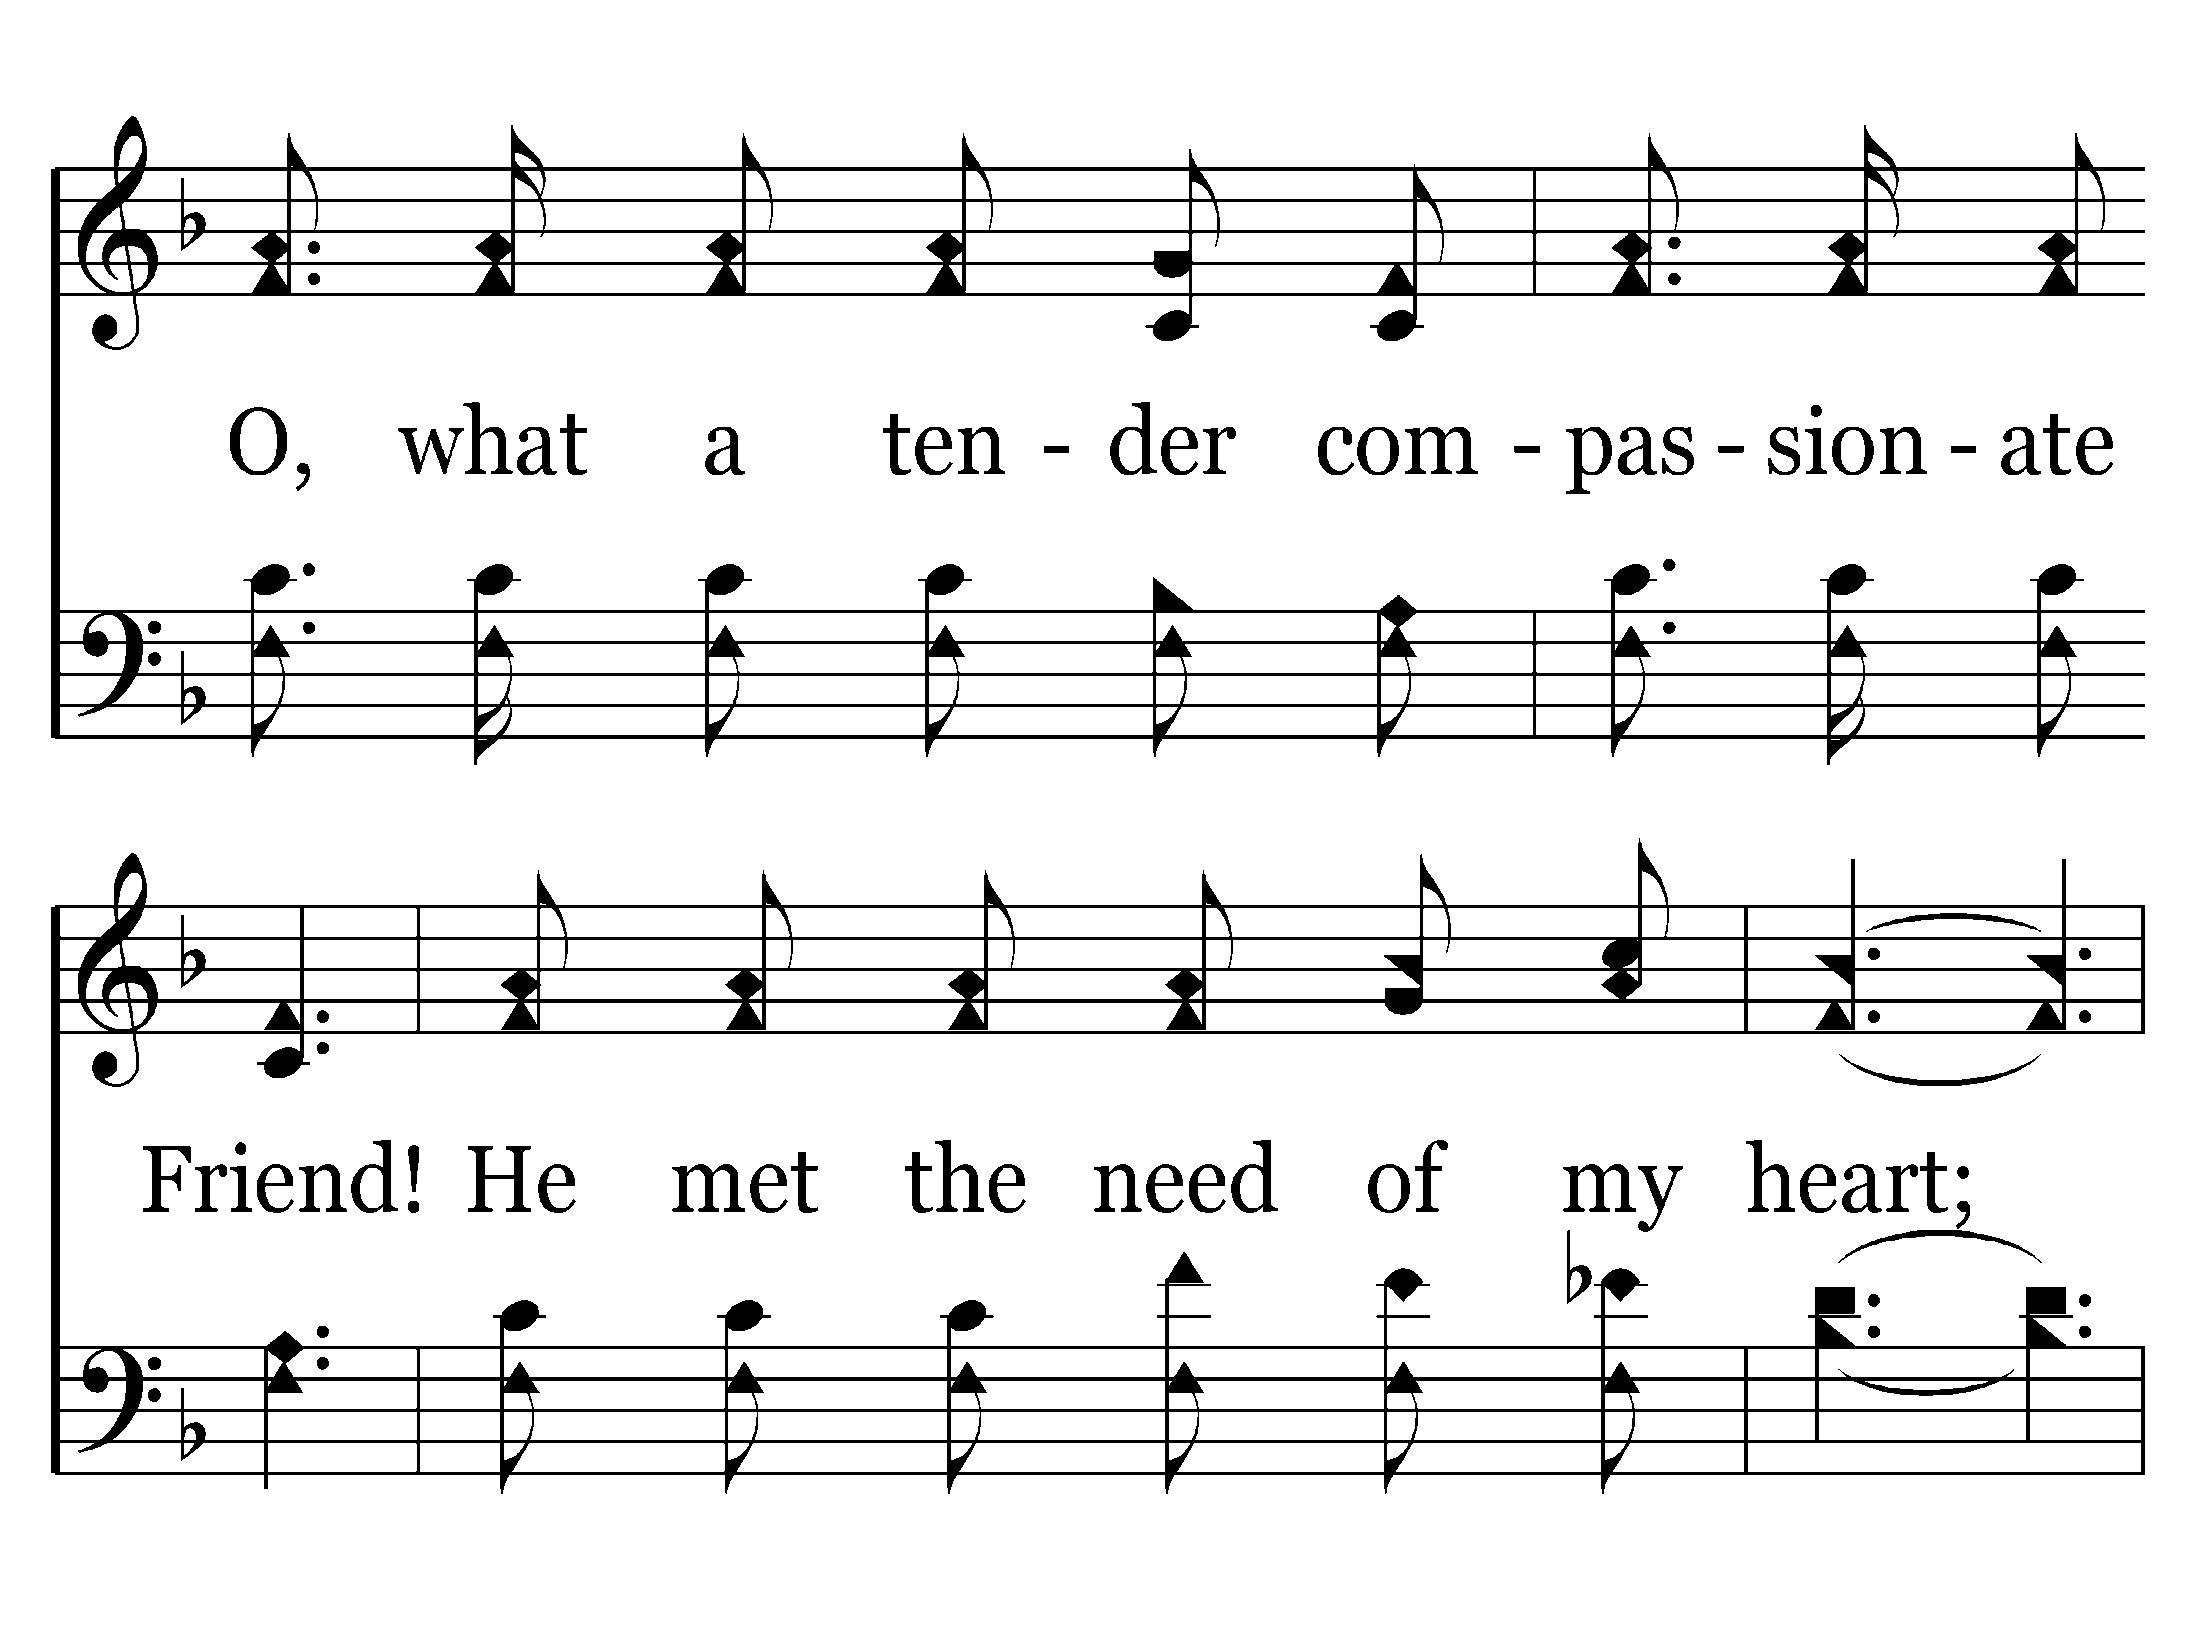 O, what a ten - der com - pas - sion - ate
Friend! He met the need of my heart;